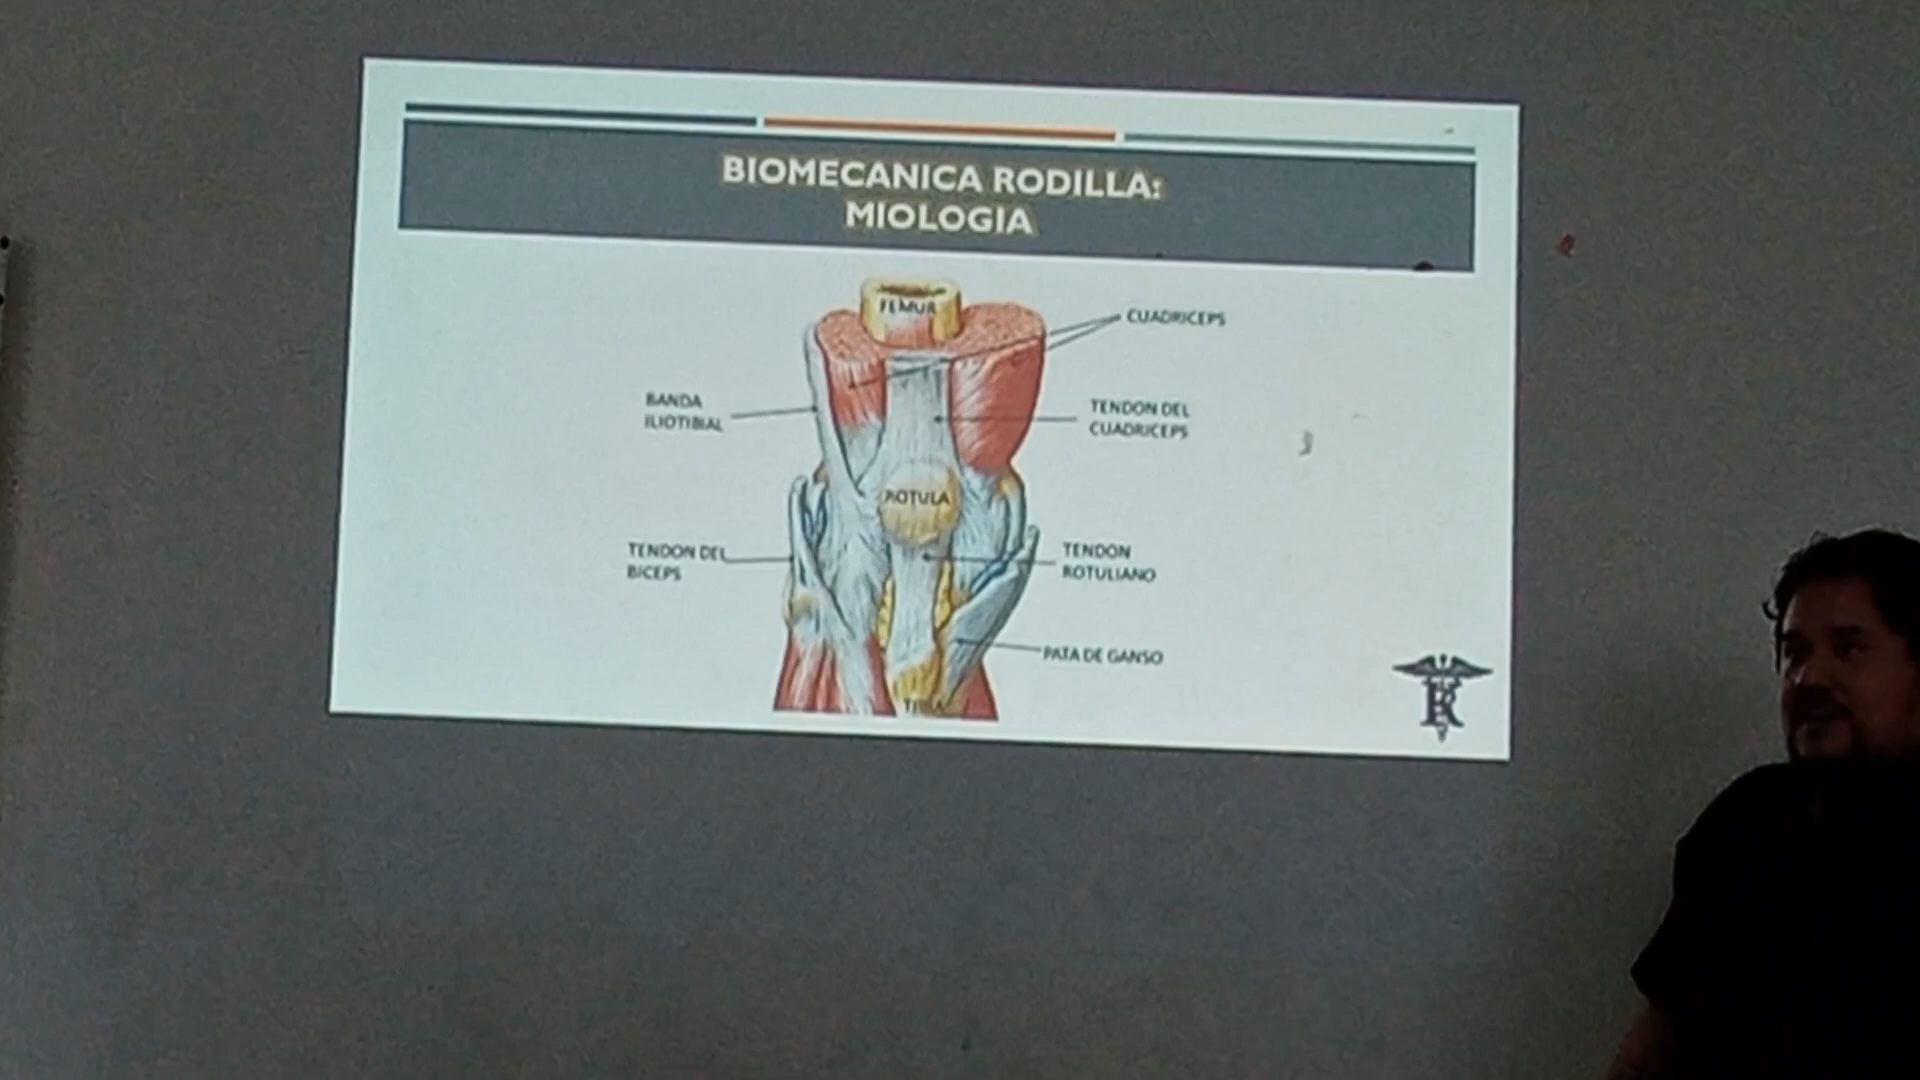 BIOMECANICA RODILLA:
MIOLOGIA
FEMUR
CUADRICEPS
BANDA
ILIOTIBIAL
TENDON DEL
CUADRICEPS
ROTULA
TENDON DEL
BICEPS
TENDON
ROTULIANO
PATA DE GANSO
TIBIA